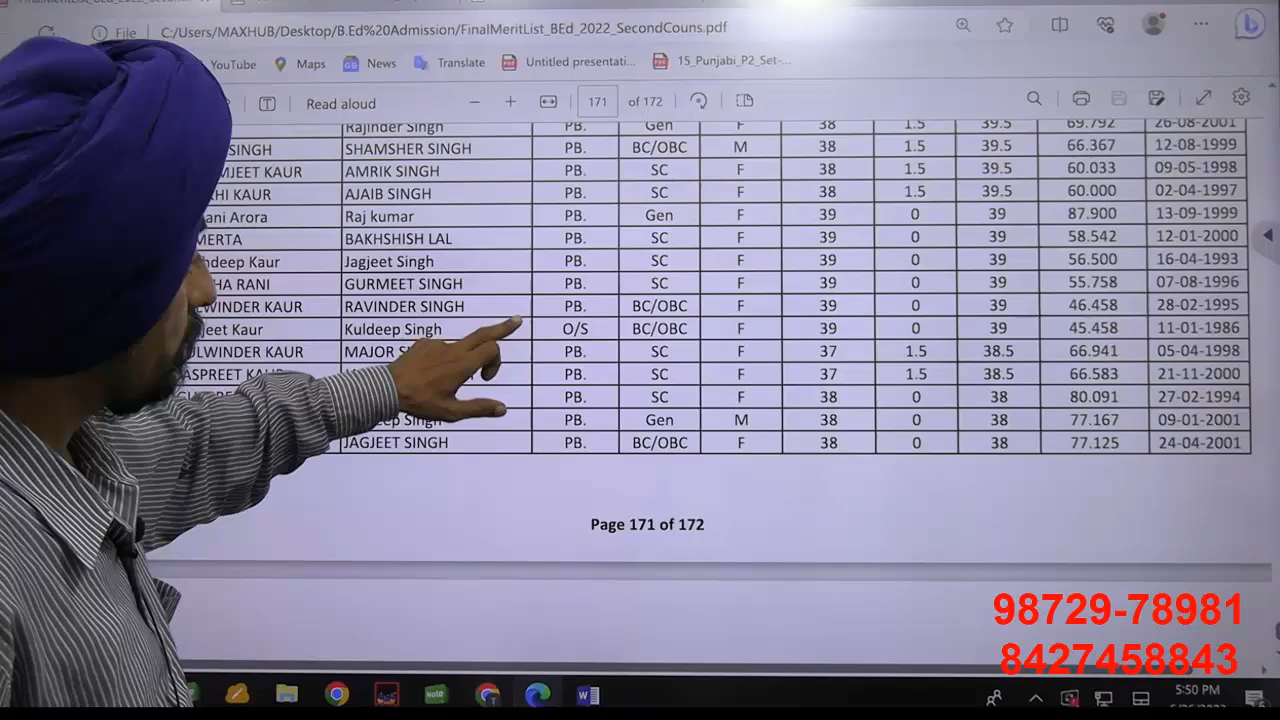 File C:/Users/MAXHUB/Desktop/B.Ed%20Admission/FinalMeritList_BEd_2022_SecondCouns.pdf
YouTube Maps News Translate Untitled presentati... 15_Punjabi_P2_Set-...
Read aloud 171 of 172
Rajinder Singh PB. Gen F 38 1.5 39.5 69.792 26-08-2001
SINGH SHAMSHER SINGH PB. BC/OBC M 38 1.5 39.5 66.367 12-08-1999
MJEET KAUR AMRIK SINGH PB. SC F 38 1.5 39.5 60.033 09-05-1998
HI KAUR AJAIB SINGH PB. SC F 38 1.5 39.5 60.000 02-04-1997
ani Arora Raj kumar PB. Gen F 39 0 39 87.900 13-09-1999
MERTA BAKHSHISH LAL PB. SC F 39 0 39 58.542 12-01-2000
hdeep Kaur Jagjeet Singh PB. SC F 39 0 39 56.500 16-04-1993
HA RANI GURMEET SINGH PB. SC F 39 0 39 55.758 07-08-1996
WINDER KAUR RAVINDER SINGH PB. BC/OBC F 39 0 39 46.458 28-02-1995
jeet Kaur Kuldeep Singh O/S BC/OBC F 39 0 39 45.458 11-01-1986
ULWINDER KAUR MAJOR S PB. SC F 37 1.5 38.5 66.941 05-04-1998
ASPREET KAUR PB. SC F 37 1.5 38.5 66.583 21-11-2000
PB. SC F 38 0 38 80.091 27-02-1994
eep Singh PB. Gen M 38 0 38 77.167 09-01-2001
JAGJEET SINGH PB. BC/OBC F 38 0 38 77.125 24-04-2001
Page 171 of 172
98729-78981
8427458843
5:50 PM